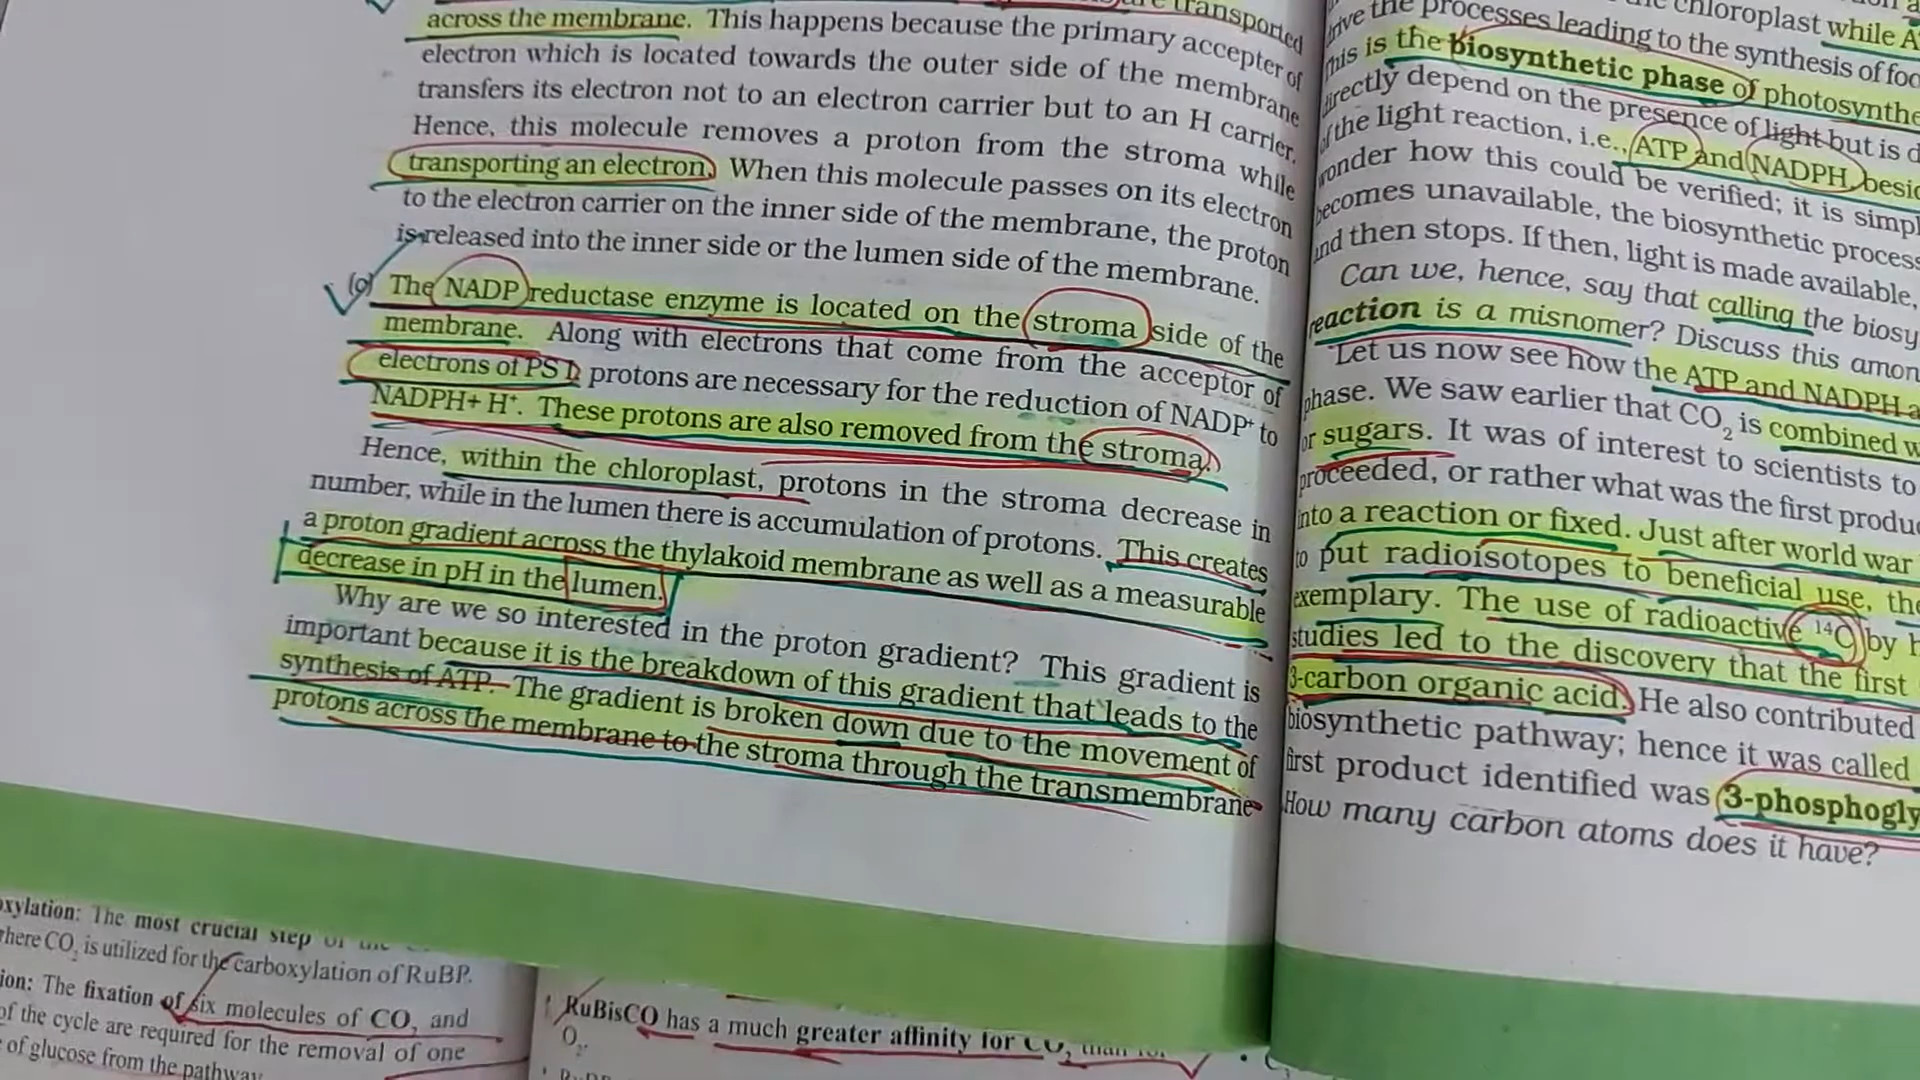 are transported
across the membrane. This happens because the primary accepter of
electron which is located towards the outer side of the membrane
transfers its electron not to an electron carrier but to an H carrier.
Hence, this molecule removes a proton from the stroma while
transporting an electron. When this molecule passes on its electron
to the electron carrier on the inner side of the membrane, the proton
is released into the inner side or the lumen side of the membrane.
(c) The NADP reductase enzyme is located on the stroma side of the
membrane. Along with electrons that come from the acceptor of
electrons of PS I, protons are necessary for the reduction of NADP⁺ to
NADPH+ H⁺. These protons are also removed from the stroma.
Hence, within the chloroplast, protons in the stroma decrease in
number, while in the lumen there is accumulation of protons. This creates
a proton gradient across the thylakoid membrane as well as a measurable
decrease in pH in the lumen.
Why are we so interested in the proton gradient? This gradient is
important because it is the breakdown of this gradient that leads to the
synthesis of ATP. The gradient is broken down due to the movement of
protons across the membrane to the stroma through the transmembrane
chloroplast while
the processes leading to the synthesis of
is the biosynthetic phase of
depend on the presence of light but is
the light reaction, i.e., ATP and NADPH,
how this could be verified; it is
unavailable, the biosynthetic
then stops. If then, light is made available,
Can we, hence, say that calling the
reaction is a misnomer? Discuss this
Let us now see how the ATP and NADPH
phase. We saw earlier that CO₂ is combined
or sugars. It was of interest to scientists to
proceeded, or rather what was the first
into a reaction or fixed. Just after world war
to put radioisotopes to beneficial use,
exemplary. The use of radioactive ¹⁴C by
studies led to the discovery that the first
3-carbon organic acid. He also contributed
biosynthetic pathway; hence it was called
first product identified was
How many carbon atoms does it have?
The most crucial step of the
CO₂ is utilized for the carboxylation of RuBP.
The fixation of six molecules of CO₂ and
of the cycle are required for the removal of one
of glucose from the pathway
RuBisCO has a much greater affinity for CO₂ than for
O₂.